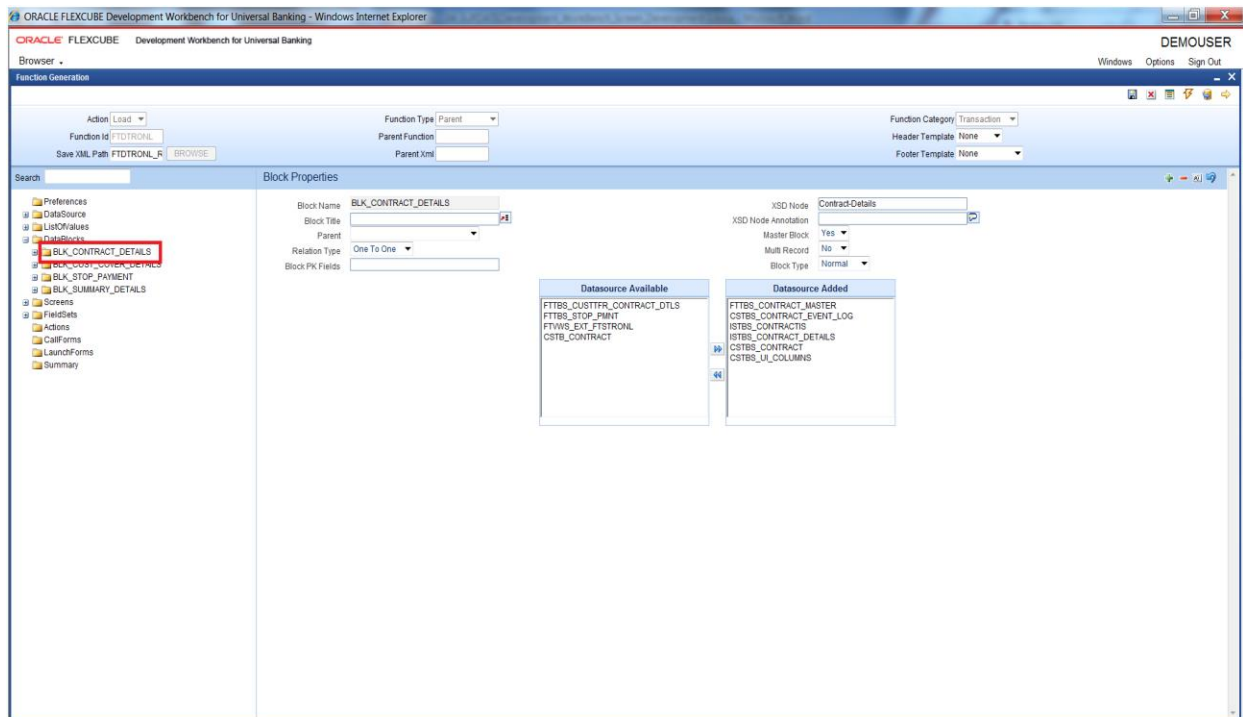 ORACLE FLEXCUBE Development Workbench for Universal Banking - Windows Internet Explorer
ORACLE FLEXCUBE Development Workbench for Universal Banking
DEMOUSER
Browser
Windows Options Sign Out
Function Generation
Action Load Function Type Parent Function Category Transaction
Function Id FTDTRONL Parent Function Header Template None
Save XML Path FTDTRONL_R BROWSE Parent Xml Footer Template None
Search Block Properties
Preferences
DataSource
ListOfValues
DataBlocks
BLK_CONTRACT_DETAILS
BLK_CUST_COVER_DETAILS
BLK_STOP_PAYMENT
BLK_SUMMARY_DETAILS
Screens
FieldSets
Actions
CallForms
LaunchForms
Summary
Block Name BLK_CONTRACT_DETAILS XSD Node Contract-Details
Block Title XSD Node Annotation
Parent Master Block Yes
Relation Type One To One Multi Record No
Block PK Fields Block Type Normal
Datasource Available
FTTBS_CUSTTFR_CONTRACT_DTLS
FTTBS_STOP_PMNT
FTVWS_EXT_FTSTRONL
CSTB_CONTRACT
Datasource Added
FTTBS_CONTRACT_MASTER
CSTBS_CONTRACT_EVENT_LOG
ISTBS_CONTRACTIS
ISTBS_CONTRACT_DETAILS
CSTBS_CONTRACT
CSTBS_UI_COLUMNS